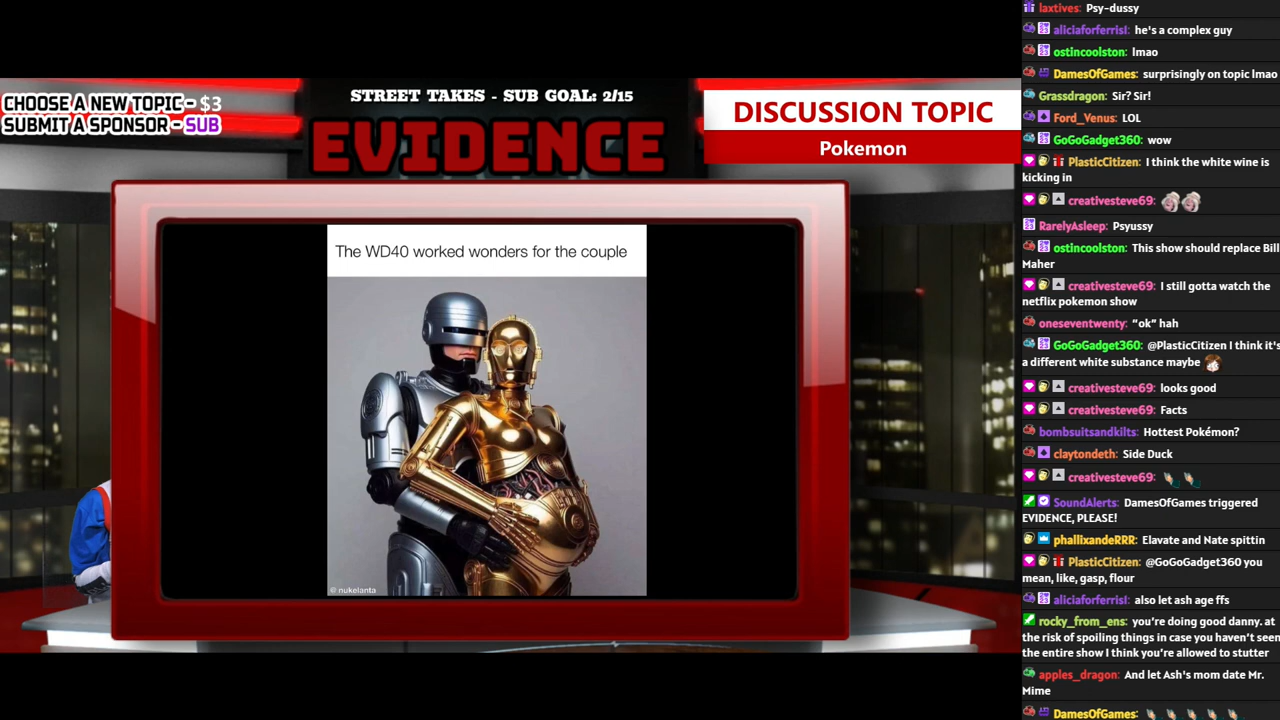 CHOOSE A NEW TOPIC - $3
SUBMIT A SPONSOR - SUB
STREET TAKES - SUB GOAL: 2/15
EVIDENCE
DISCUSSION TOPIC
Pokemon
The WD40 worked wonders for the couple
@ nukelanta
laxtives: Psy-dussy
aliciaforferrisI: he's a complex guy
ostincoolston: lmao
DamesOfGames: surprisingly on topic lmao
Grassdragon: Sir? Sir!
Ford_Venus: LOL
GoGoGadget360: wow
PlasticCitizen: I think the white wine is
kicking in
creativesteve69:
RarelyAsleep: Psyussy
ostincoolston: This show should replace Bill
Maher
creativesteve69: I still gotta watch the
netflix pokemon show
oneseventwenty: “ok” hah
GoGoGadget360: @PlasticCitizen I think it's
a different white substance maybe
creativesteve69: looks good
creativesteve69: Facts
bombsuitsandkilts: Hottest Pokémon?
claytondeth: Side Duck
creativesteve69:
SoundAlerts: DamesOfGames triggered
EVIDENCE, PLEASE!
phallixandeRRR: Elavate and Nate spittin
PlasticCitizen: @GoGoGadget360 you
mean, like, gasp, flour
aliciaforferrisI: also let ash age ffs
rocky_from_ens: you’re doing good danny. at
the risk of spoiling things in case you haven’t seen
the entire show I think you’re allowed to stutter
apples_dragon: And let Ash's mom date Mr.
Mime
DamesOfGames: